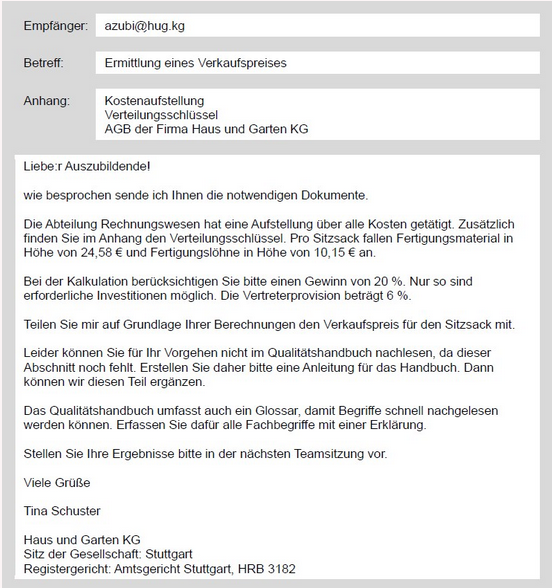 Empfänger: azubi@hug.kg
Betreff: Ermittlung eines Verkaufspreises
Anhang: Kostenaufstellung
Verteilungsschlüssel
AGB der Firma Haus und Garten KG
Liebe:r Auszubildende!
wie besprochen sende ich Ihnen die notwendigen Dokumente.
Die Abteilung Rechnungswesen hat eine Aufstellung über alle Kosten getätigt. Zusätzlich
finden Sie im Anhang den Verteilungsschlüssel. Pro Sitzsack fallen Fertigungsmaterial in
Höhe von 24,58 € und Fertigungslöhne in Höhe von 10,15 € an.
Bei der Kalkulation berücksichtigen Sie bitte einen Gewinn von 20 %. Nur so sind
erforderliche Investitionen möglich. Die Vertreterprovision beträgt 6 %.
Teilen Sie mir auf Grundlage Ihrer Berechnungen den Verkaufspreis für den Sitzsack mit.
Leider können Sie für Ihr Vorgehen nicht im Qualitätshandbuch nachlesen, da dieser
Abschnitt noch fehlt. Erstellen Sie daher bitte eine Anleitung für das Handbuch. Dann
können wir diesen Teil ergänzen.
Das Qualitätshandbuch umfasst auch ein Glossar, damit Begriffe schnell nachgelesen
werden können. Erfassen Sie dafür alle Fachbegriffe mit einer Erklärung.
Stellen Sie Ihre Ergebnisse bitte in der nächsten Teamsitzung vor.
Viele Grüße
Tina Schuster
Haus und Garten KG
Sitz der Gesellschaft: Stuttgart
Registergericht: Amtsgericht Stuttgart, HRB 3182